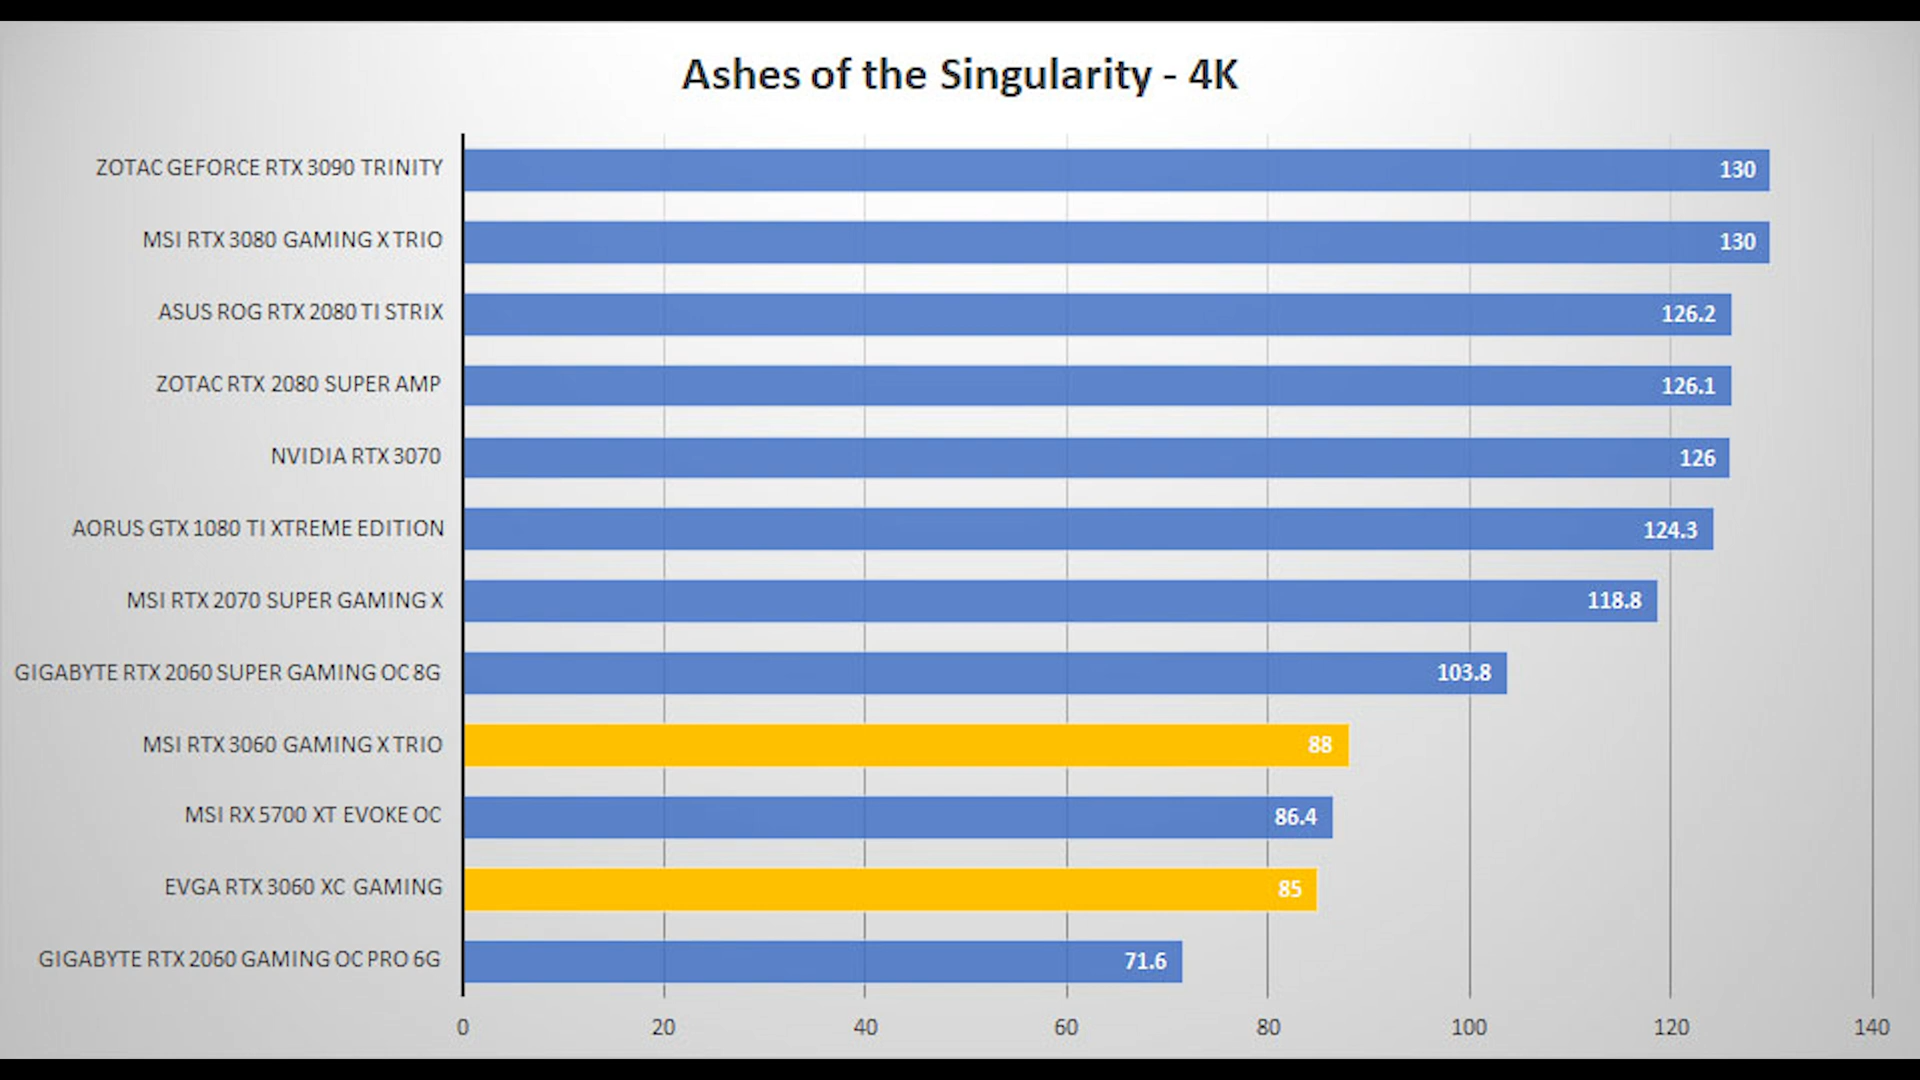 Ashes of the Singularity - 4K
ZOTAC GEFORCE RTX 3090 TRINITY 130
MSI RTX 3080 GAMING X TRIO 130
ASUS ROG RTX 2080 TI STRIX 126.2
ZOTAC RTX 2080 SUPER AMP 126.1
NVIDIA RTX 3070 126
AORUS GTX 1080 TI XTREME EDITION 124.3
MSI RTX 2070 SUPER GAMING X 118.8
GIGABYTE RTX 2060 SUPER GAMING OC 8G 103.8
MSI RTX 3060 GAMING X TRIO 88
MSI RX 5700 XT EVOKE OC 86.4
EVGA RTX 3060 XC GAMING 85
GIGABYTE RTX 2060 GAMING OC PRO 6G 71.6
0 20 40 60 80 100 120 140